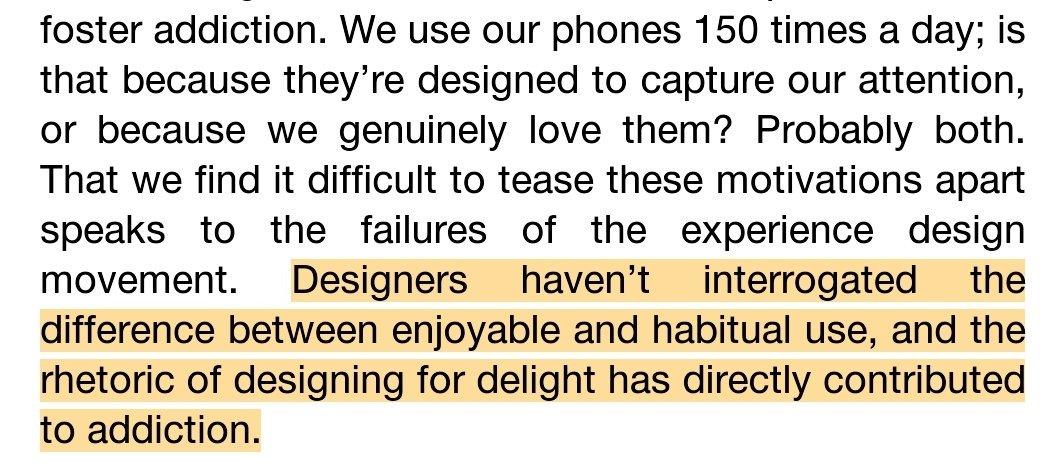 foster addiction. We use our phones 150 times a day; is
that because they’re designed to capture our attention,
or because we genuinely love them? Probably both.
That we find it difficult to tease these motivations apart
speaks to the failures of the experience design
movement. Designers haven’t interrogated the
difference between enjoyable and habitual use, and the
rhetoric of designing for delight has directly contributed
to addiction.